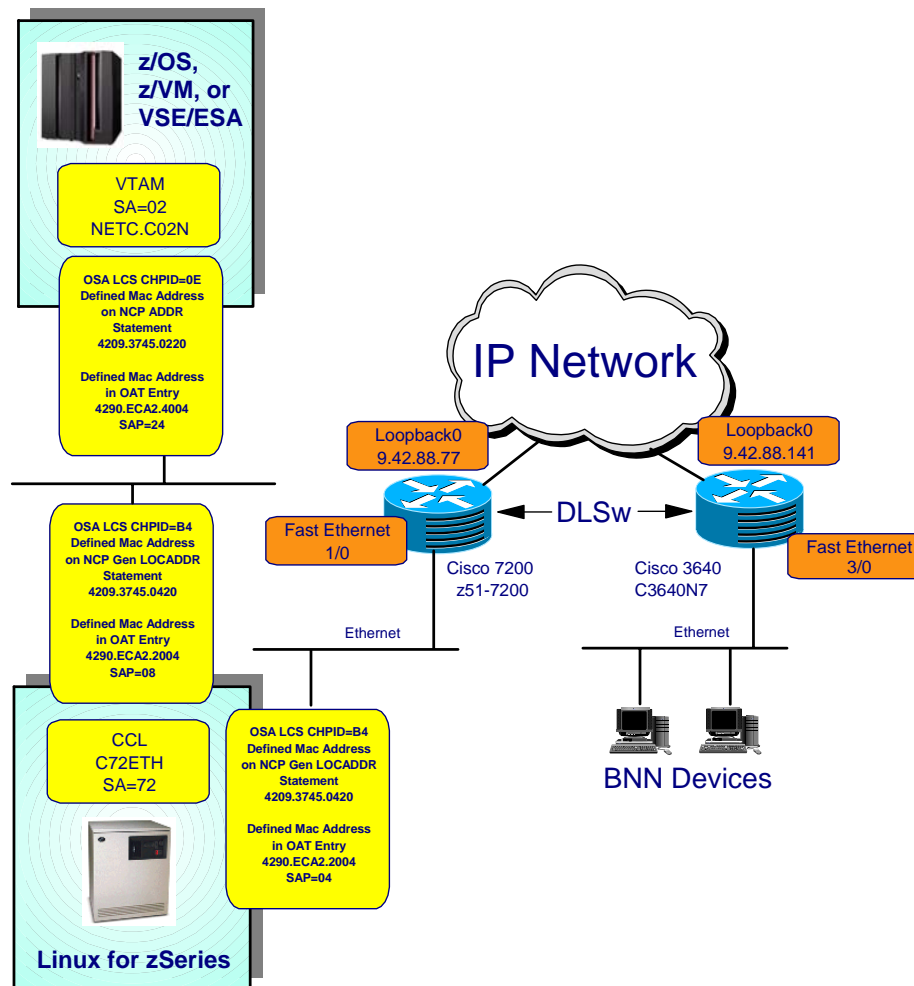 z/OS,
z/VM, or
VSE/ESA
VTAM
SA=02
NETC.C02N
OSA LCS CHPID=0E
Defined Mac Address
on NCP ADDR
Statement
4209.3745.0220
Defined Mac Address
in OAT Entry
4290.ECA2.4004
SAP=24
IP Network
Loopback0
9.42.88.77
Loopback0
9.42.88.141
Fast Ethernet
1/0
DLSw
Fast Ethernet
3/0
Cisco 7200
z51-7200
Cisco 3640
C3640N7
OSA LCS CHPID=B4
Defined Mac Address
on NCP Gen LOCADDR
Statement
4209.3745.0420
Defined Mac Address
in OAT Entry
4290.ECA2.2004
SAP=08
Ethernet
Ethernet
CCL
C72ETH
SA=72
OSA LCS CHPID=B4
Defined Mac Address
on NCP Gen LOCADDR
Statement
4209.3745.0420
Defined Mac Address
in OAT Entry
4290.ECA2.2004
SAP=04
BNN Devices
Linux for zSeries